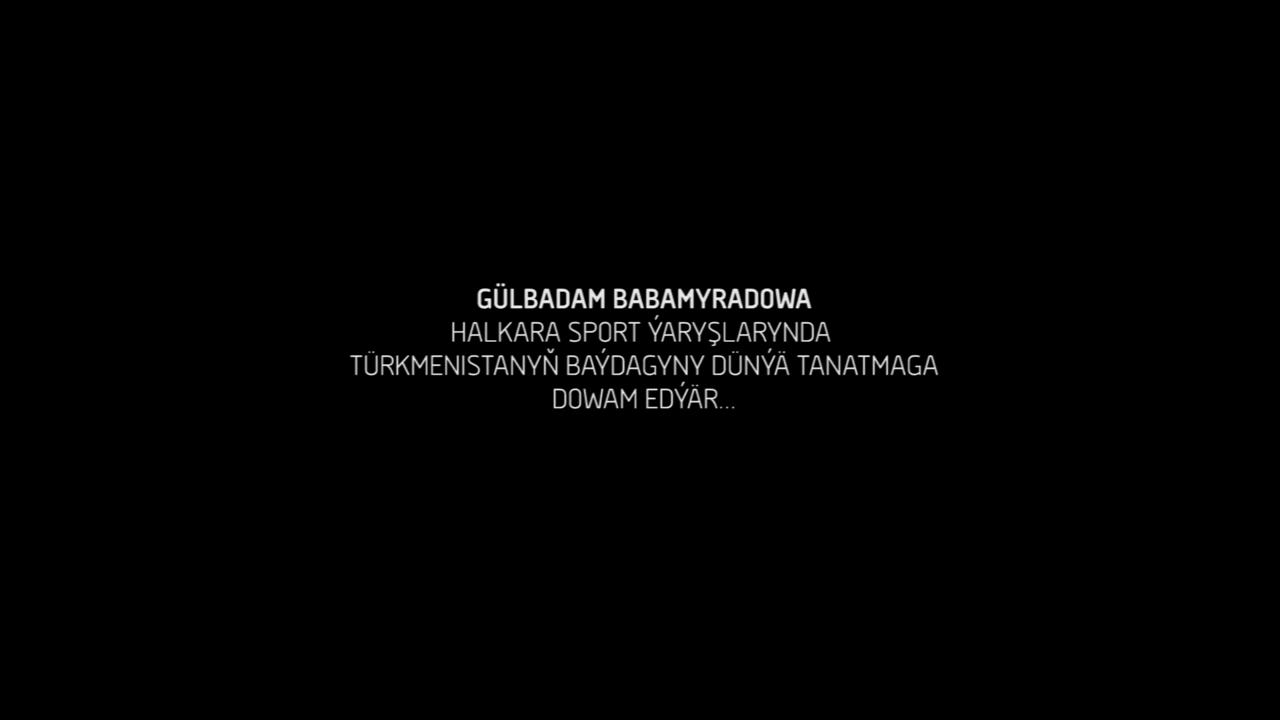 GÜLBADAM BABAMYRADOWA
HALKARA SPORT ÝARYŞLARYNDA
TÜRKMENISTANYŇ BAÝDAGYNY DÜNÝÄ TANATMAGA
DOWAM EDÝÄR...